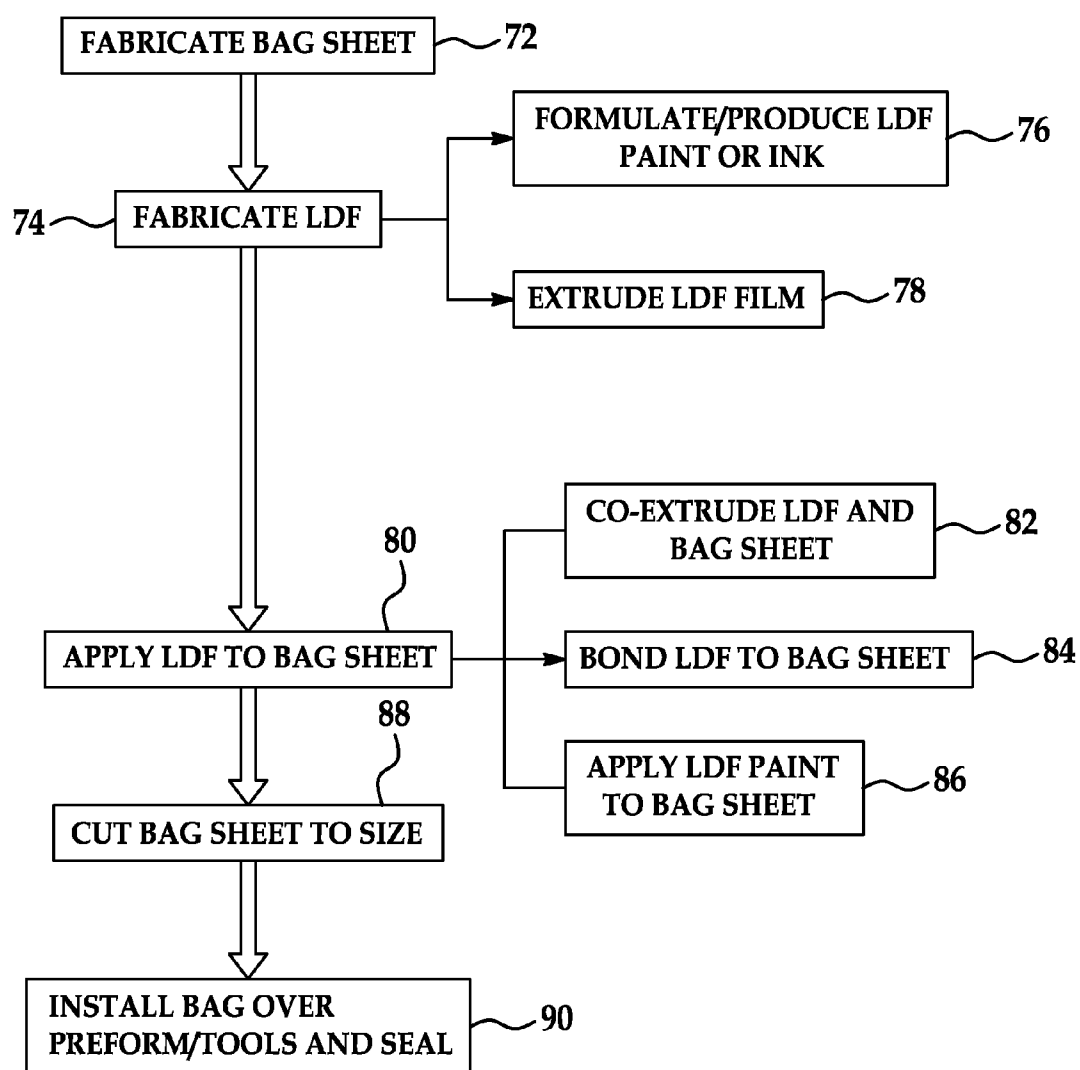 FABRICATE BAG SHEET
72
FORMULATE/PRODUCE LDF
PAINT OR INK
76
74
FABRICATE LDF
EXTRUDE LDF FILM
78
CO-EXTRUDE LDF AND
BAG SHEET
82
80
APPLY LDF TO BAG SHEET
BOND LDF TO BAG SHEET
84
88
APPLY LDF PAINT
TO BAG SHEET
86
CUT BAG SHEET TO SIZE
INSTALL BAG OVER
PREFORM/TOOLS AND SEAL
90